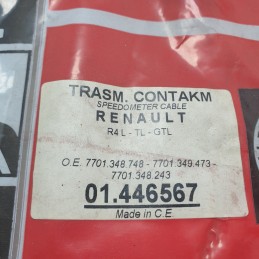 TRASM. CONTAKM
SPEEDOMETER CABLE
RENAULT
R4 L - TL - GTL
O.E. 7701.348.748 - 7701.349.473 -
7701.348.243
01.446567
Made in C.E